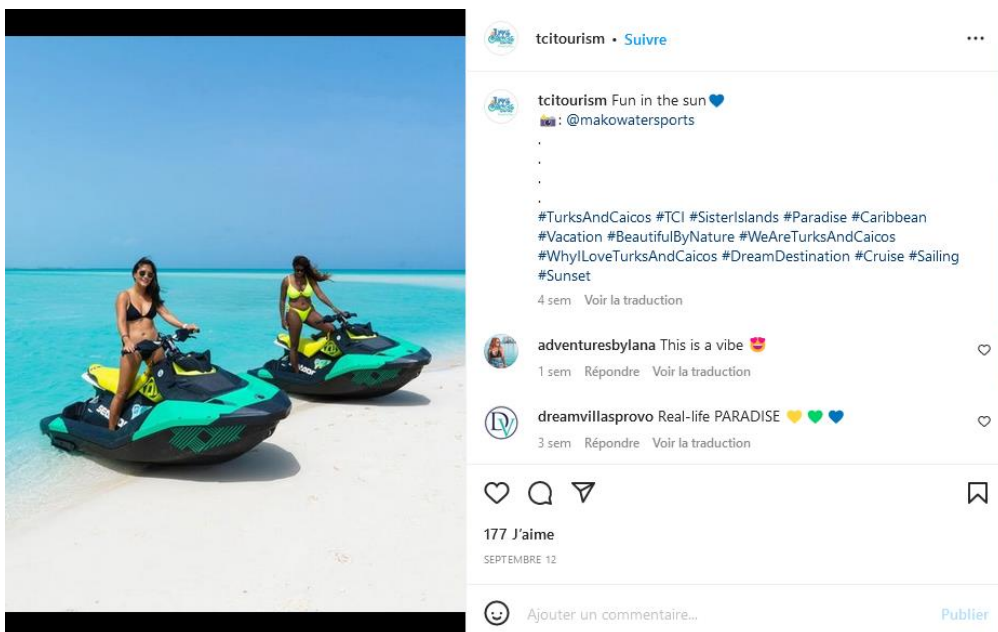 tcitourism • Suivre
tcitourism Fun in the sun💙
📸: @makowatersports
.
.
.
.
#TurksAndCaicos #TCI #SisterIslands #Paradise #Caribbean
#Vacation #BeautifulByNature #WeAreTurksAndCaicos
#WhyILoveTurksAndCaicos #DreamDestination #Cruise #Sailing
#Sunset
4 sem Voir la traduction
adventuresbylana This is a vibe 😍
1 sem Répondre Voir la traduction
DV
dreamvillasprovo Real-life PARADISE 💛💚💙
3 sem Répondre Voir la traduction
177 J'aime
SEPTEMBRE 12
Ajouter un commentaire...
Publier